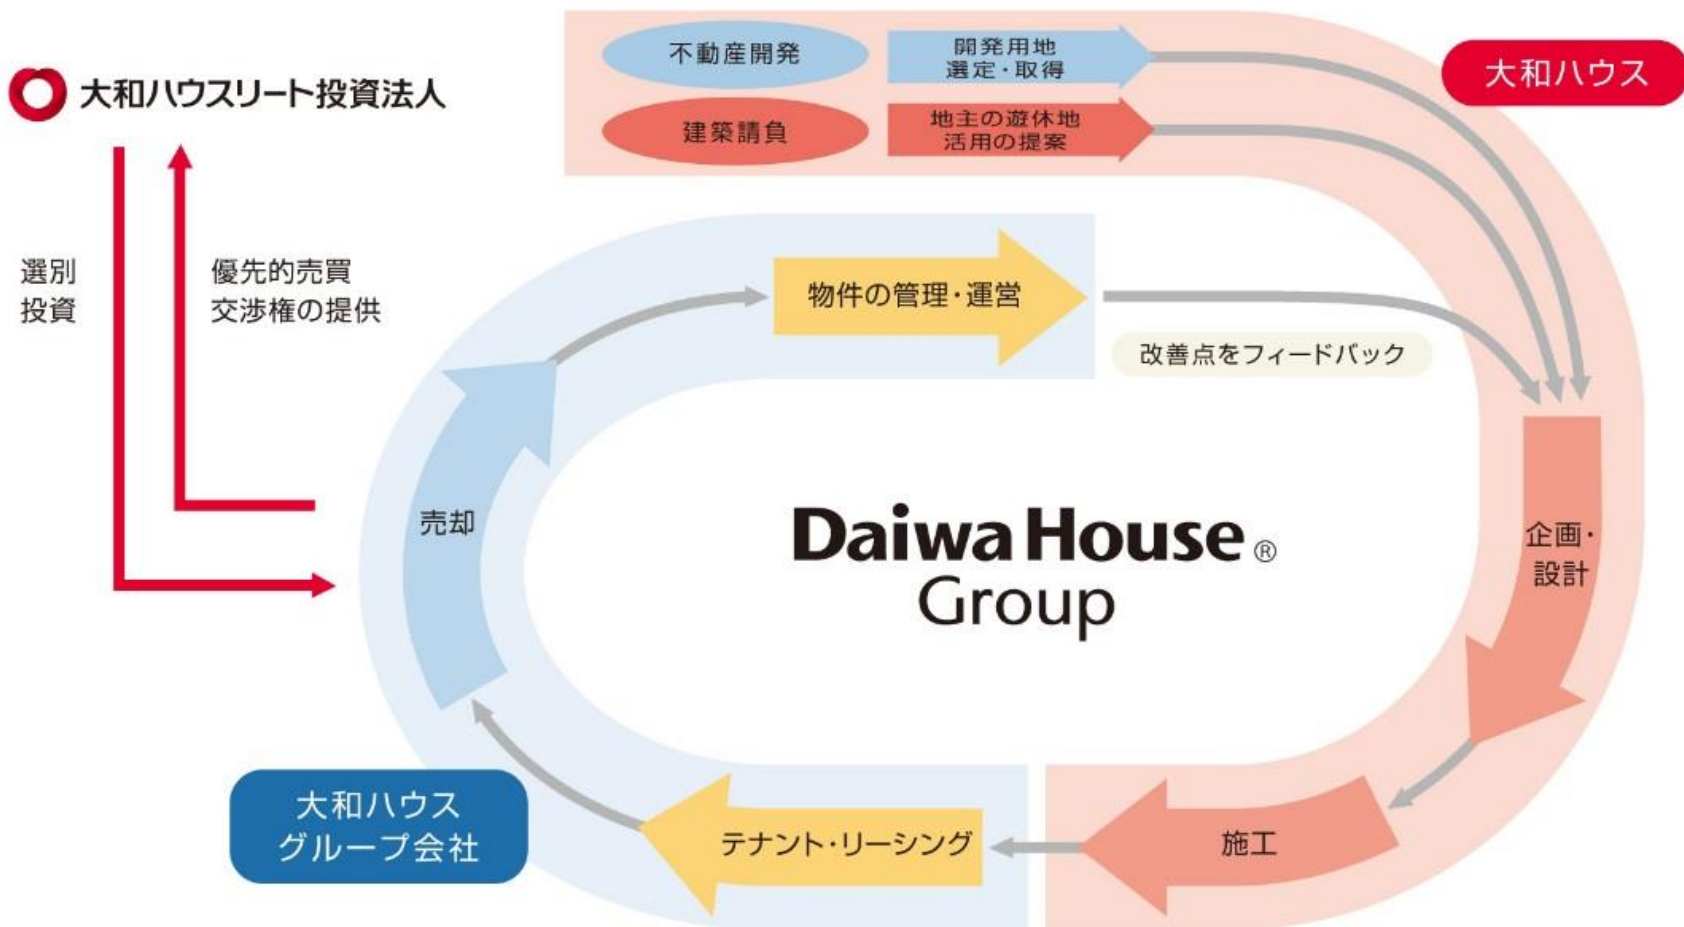 不動産開発
開発用地
選定・取得
大和ハウス
大和ハウスリート投資法人
建築請負
地主の遊休地
活用の提案
選別
投資
優先的売買
交渉権の提供
物件の管理・運営
改善点をフィードバック
売却
DaiwaHouse®
Group
企画・
設計
大和ハウス
グループ会社
テナント・リーシング
施工